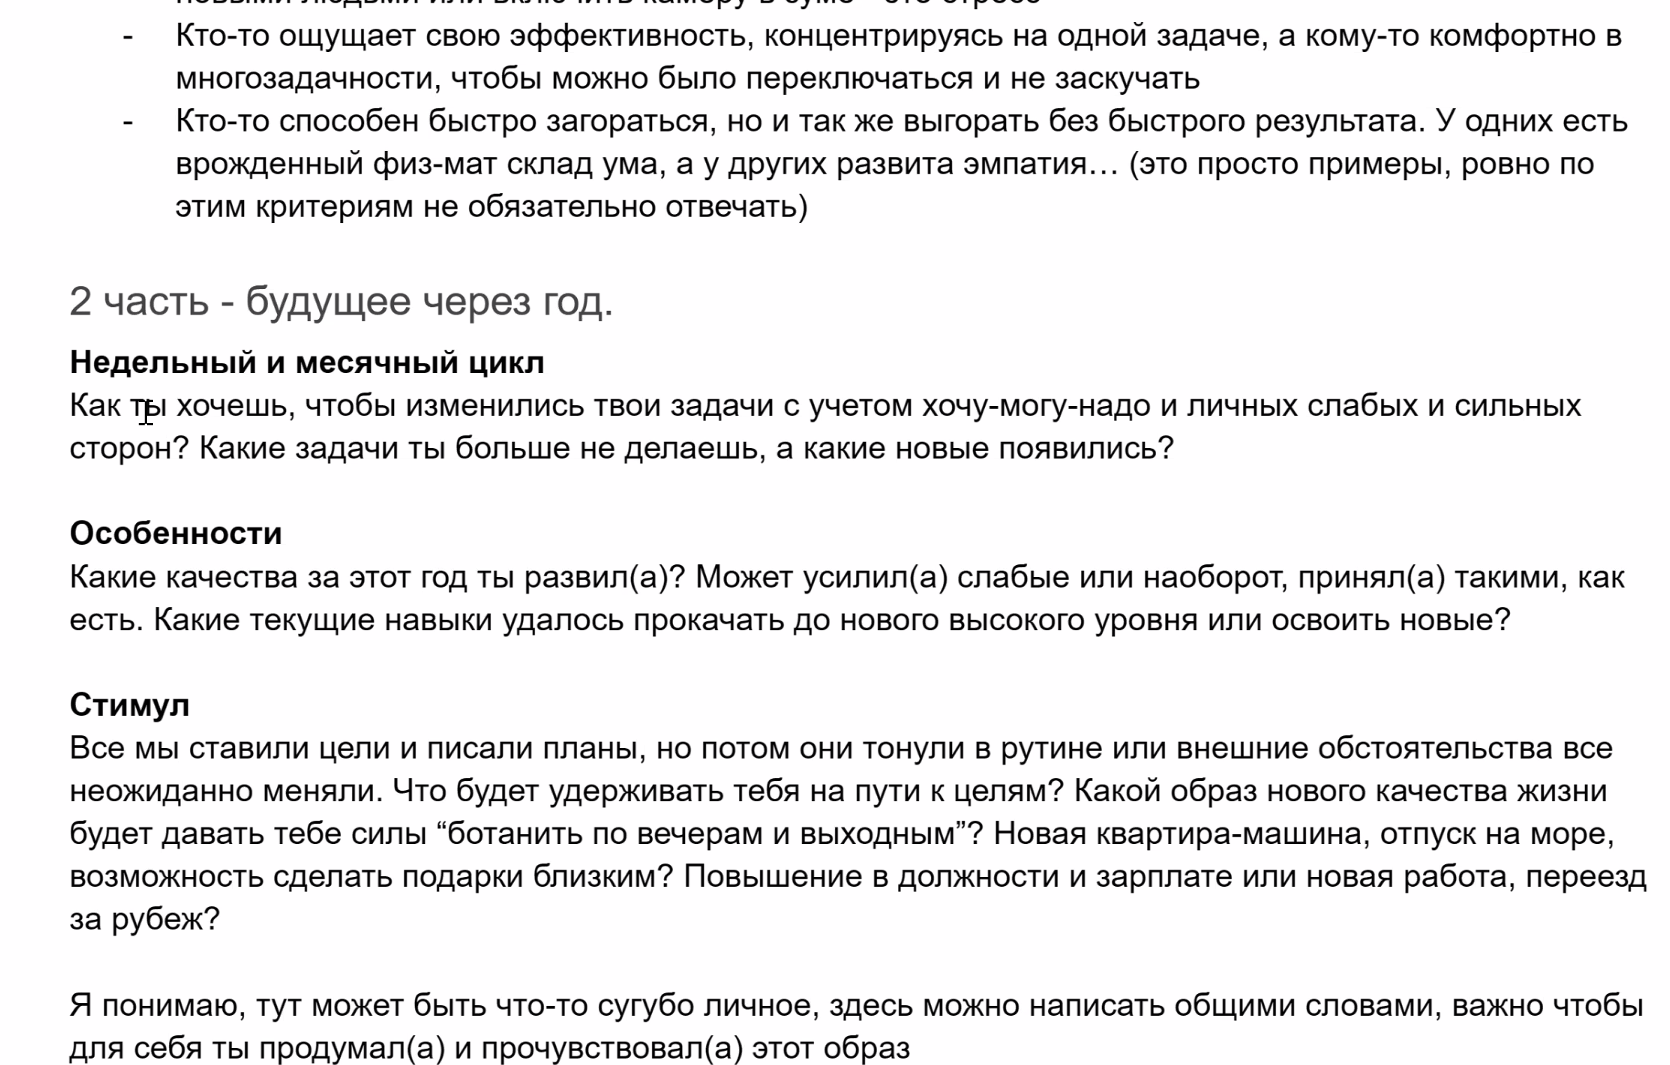 новыми людьми или включить камеру в зуме - это стресс
- Кто-то ощущает свою эффективность, концентрируясь на одной задаче, а кому-то комфортно в
многозадачности, чтобы можно было переключаться и не заскучать
- Кто-то способен быстро загораться, но и так же выгорать без быстрого результата. У одних есть
врожденный физ-мат склад ума, а у других развита эмпатия… (это просто примеры, ровно по
этим критериям не обязательно отвечать)
2 часть - будущее через год.
Недельный и месячный цикл
Как ты хочешь, чтобы изменились твои задачи с учетом хочу-могу-надо и личных слабых и сильных
сторон? Какие задачи ты больше не делаешь, а какие новые появились?
Особенности
Какие качества за этот год ты развил(а)? Может усилил(а) слабые или наоборот, принял(а) такими, как
есть. Какие текущие навыки удалось прокачать до нового высокого уровня или освоить новые?
Стимул
Все мы ставили цели и писали планы, но потом они тонули в рутине или внешние обстоятельства все
неожиданно меняли. Что будет удерживать тебя на пути к целям? Какой образ нового качества жизни
будет давать тебе силы “ботанить по вечерам и выходным”? Новая квартира-машина, отпуск на море,
возможность сделать подарки близким? Повышение в должности и зарплате или новая работа, переезд
за рубеж?
Я понимаю, тут может быть что-то сугубо личное, здесь можно написать общими словами, важно чтобы
для себя ты продумал(а) и прочувствовал(а) этот образ